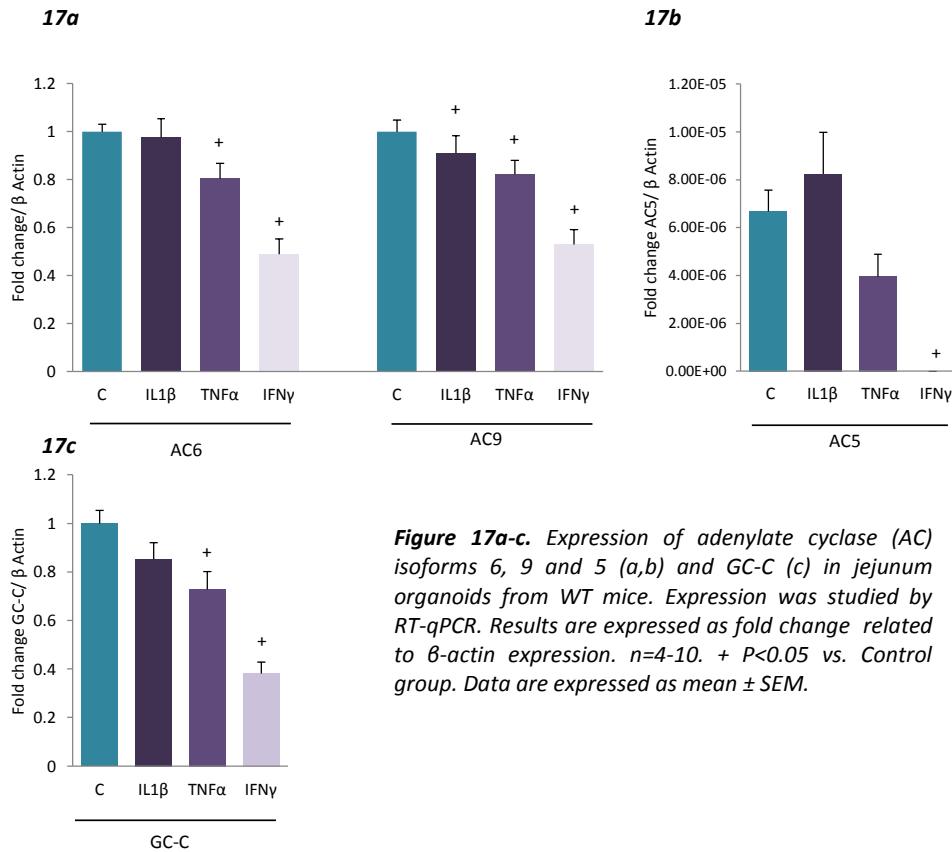 17a
17b
Fold change/ β Actin
1.2
1
0.8
0.6
0.4
0.2
0
+
+
+
+
+
C
IL1β
TNFα
IFNγ
C
IL1β
TNFα
IFNγ
AC6
AC9
Fold change AC5/ β Actin
1.20E-05
1.00E-05
8.00E-06
6.00E-06
4.00E-06
2.00E-06
0.00E+00
+
C
IL1β
TNFα
IFNγ
AC5
17c
Fold change GC-C/ β Actin
1.2
1
0.8
0.6
0.4
0.2
0
+
+
C
IL1β
TNFα
IFNγ
GC-C
Figure 17a-c. Expression of adenylate cyclase (AC)
isoforms 6, 9 and 5 (a,b) and GC-C (c) in jejunum
organoids from WT mice. Expression was studied by
RT-qPCR. Results are expressed as fold change related
to β-actin expression. n=4-10. + P<0.05 vs. Control
group. Data are expressed as mean ± SEM.